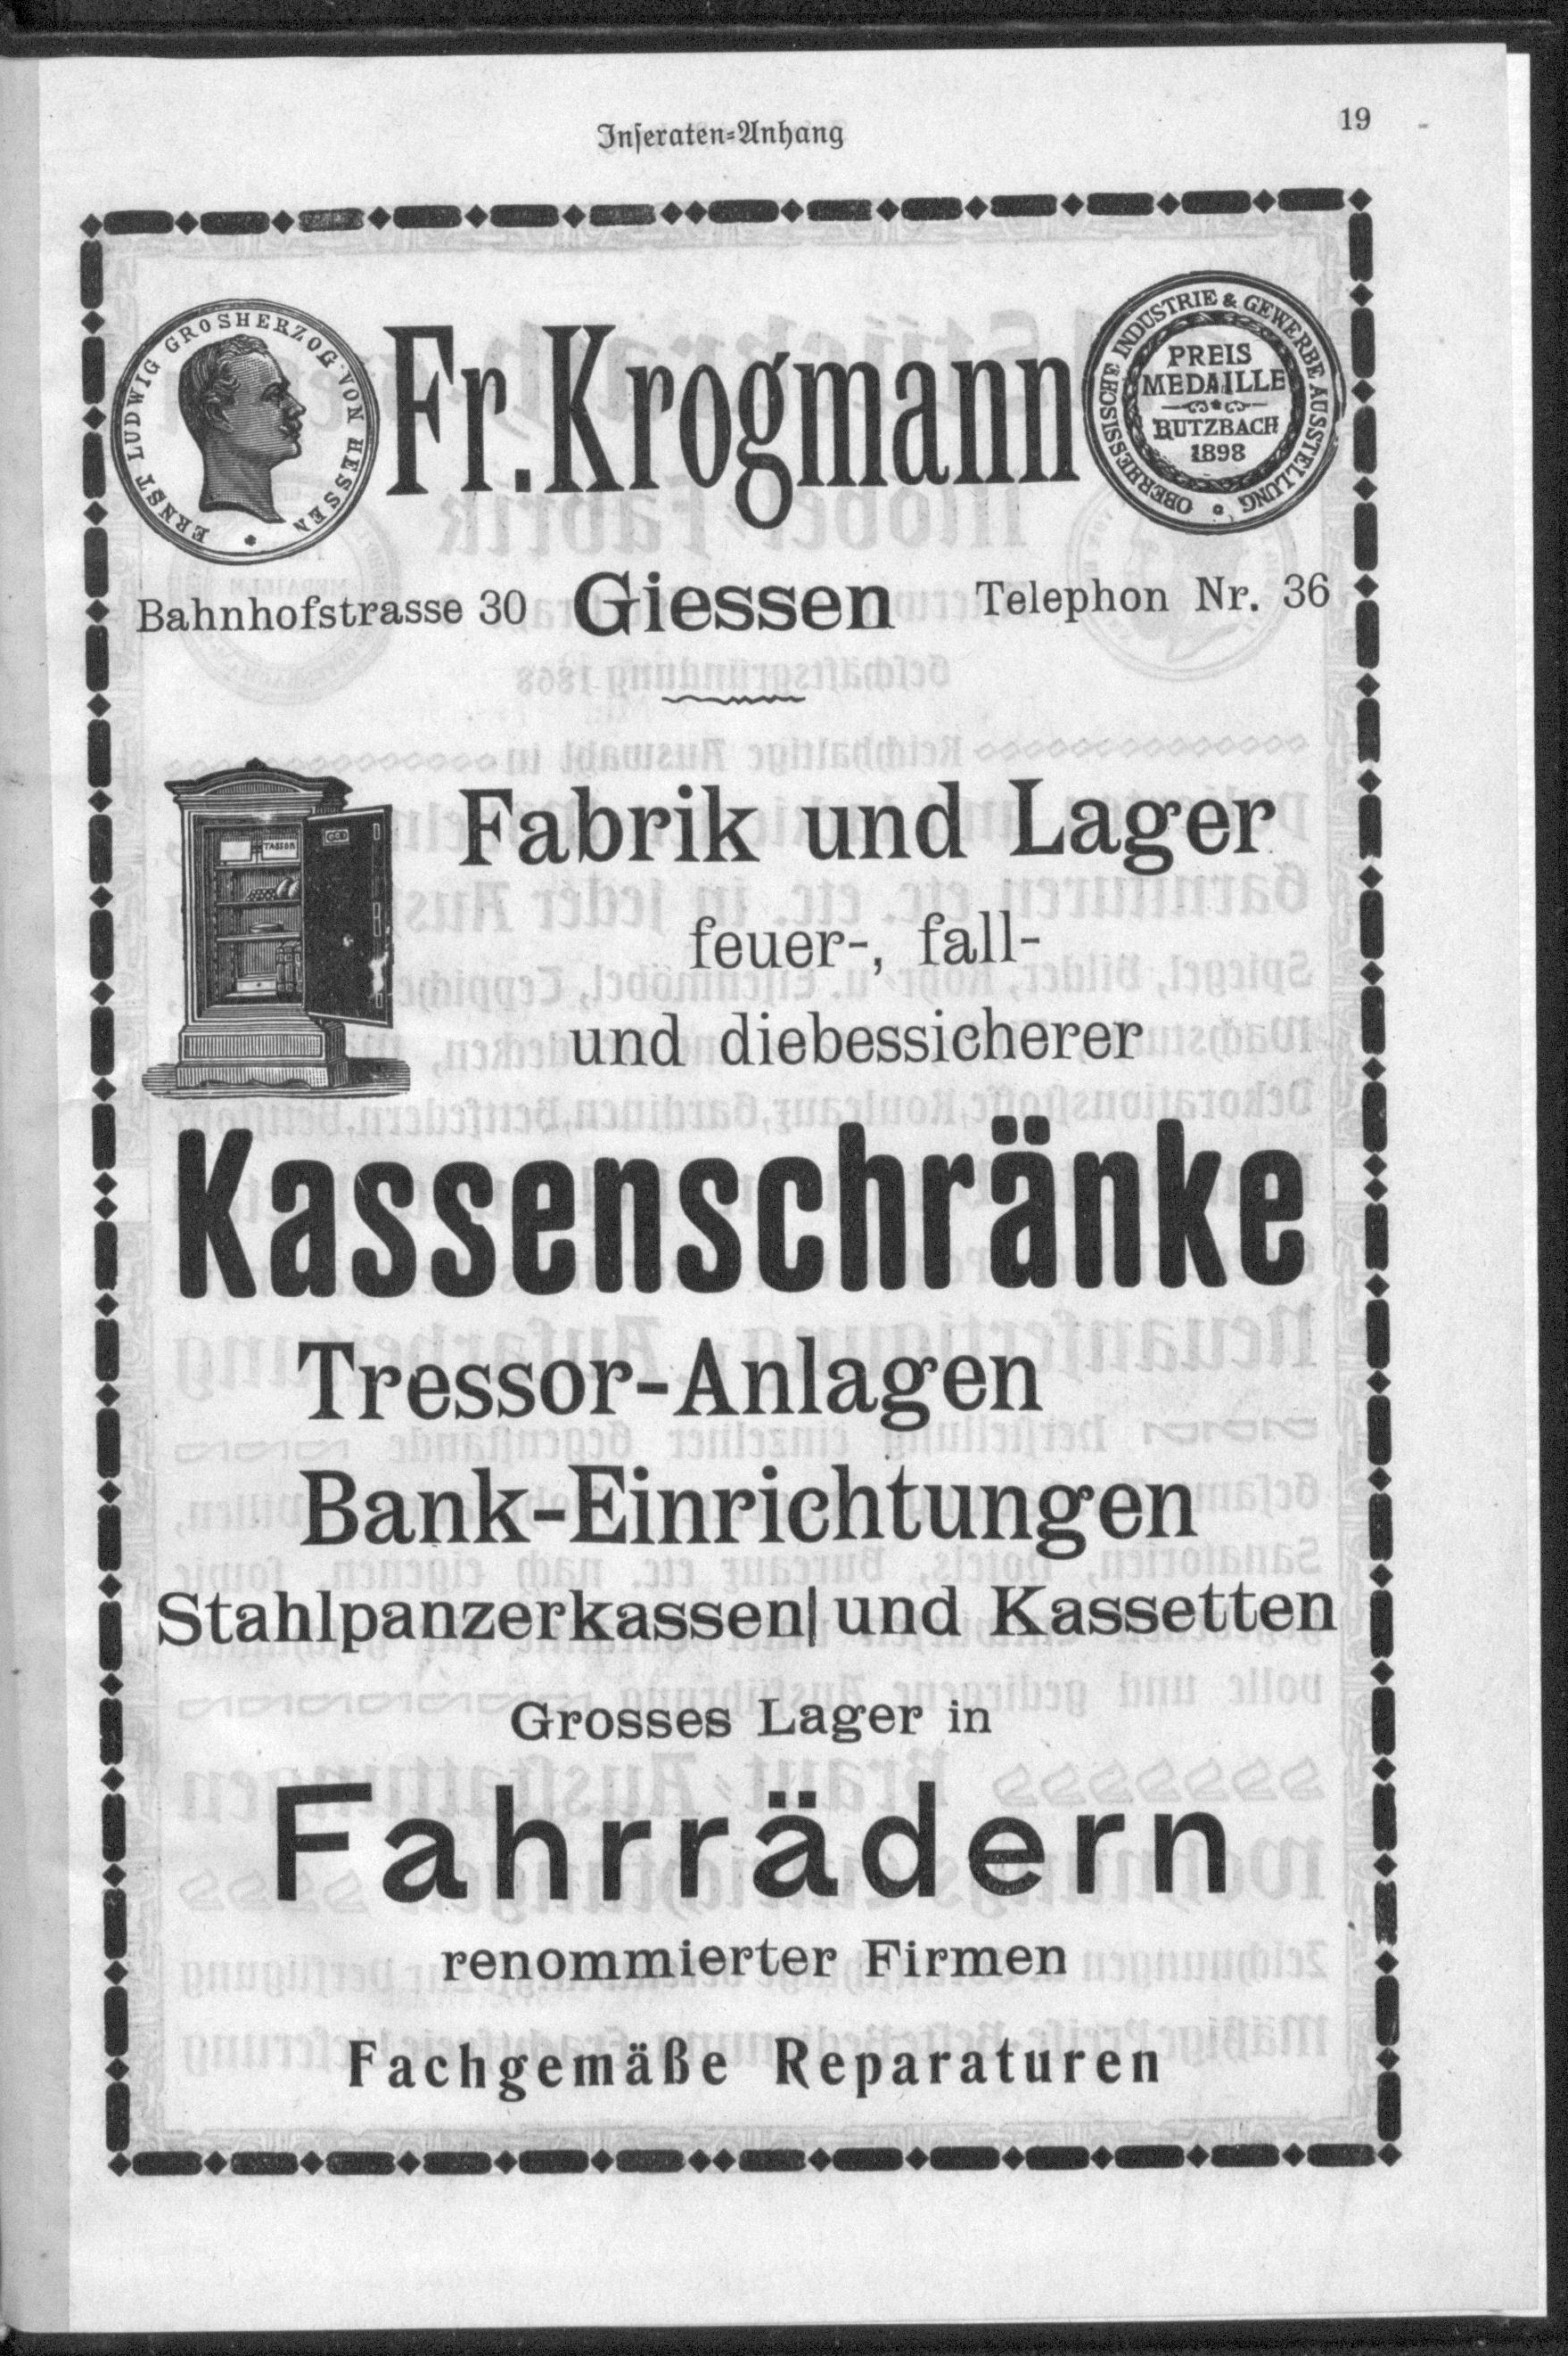 Inseraten-Anhang
19
ERNST LUDWIG GROSHERZOG VON HESSEN
Fr. Krogmann
OBERHESSISCHE INDUSTRIE & GEWERBE AUSSTELLUNG
PREIS
MEDAILLE
BUTZBACH
1898
Bahnhofstrasse 30 Giessen Telephon Nr. 36
Fabrik und Lager
feuer-, fall-
und diebessicherer
Kassenschränke
Tressor-Anlagen
Bank-Einrichtungen
Stahlpanzerkassen| und Kassetten
Grosses Lager in
Fahrrädern
renommierter Firmen
Fachgemäße Reparaturen